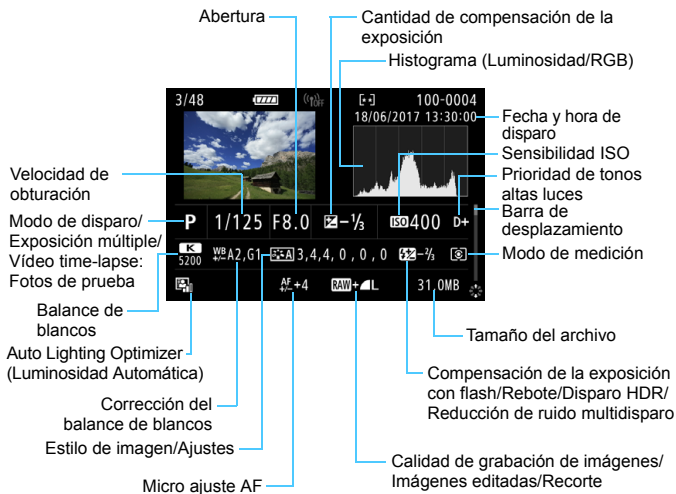 Abertura
Cantidad de compensación de la
exposición
Histograma (Luminosidad/RGB)
3/48
((ᴛ)) OFF
100-0004
18/06/2017 13:30:00
Fecha y hora de
disparo
Sensibilidad ISO
Prioridad de tonos
altas luces
Barra de
desplazamiento
Modo de medición
Velocidad de
obturación
Modo de disparo/
Exposición múltiple/
Vídeo time-lapse:
Fotos de prueba
P 1/125 F8.0 -⅓ ISO 400 D+
K 5200 WB +/- A2,G1 A 3,4,4,0,0,0 -⅔
AF +/- +4 RAW+ L 31.0MB
Balance de
blancos
Auto Lighting Optimizer
(Luminosidad Automática)
Tamaño del archivo
Compensación de la exposición
con flash/Rebote/Disparo HDR/
Reducción de ruido multidisparo
Corrección del
balance de blancos
Estilo de imagen/Ajustes
Micro ajuste AF
Calidad de grabación de imágenes/
Imágenes editadas/Recorte